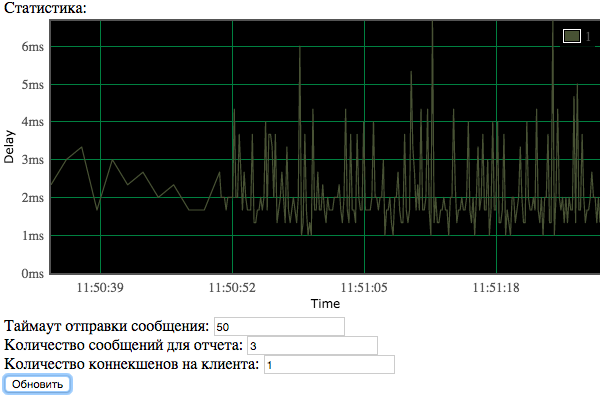 Статистика:
1
6ms
5ms
4ms
3ms
2ms
1ms
0ms
Delay
11:50:39 11:50:52 11:51:05 11:51:18
Time
Таймаут отправки сообщения: 50
Количество сообщений для отчета: 3
Количество коннекшенов на клиента: 1
Обновить